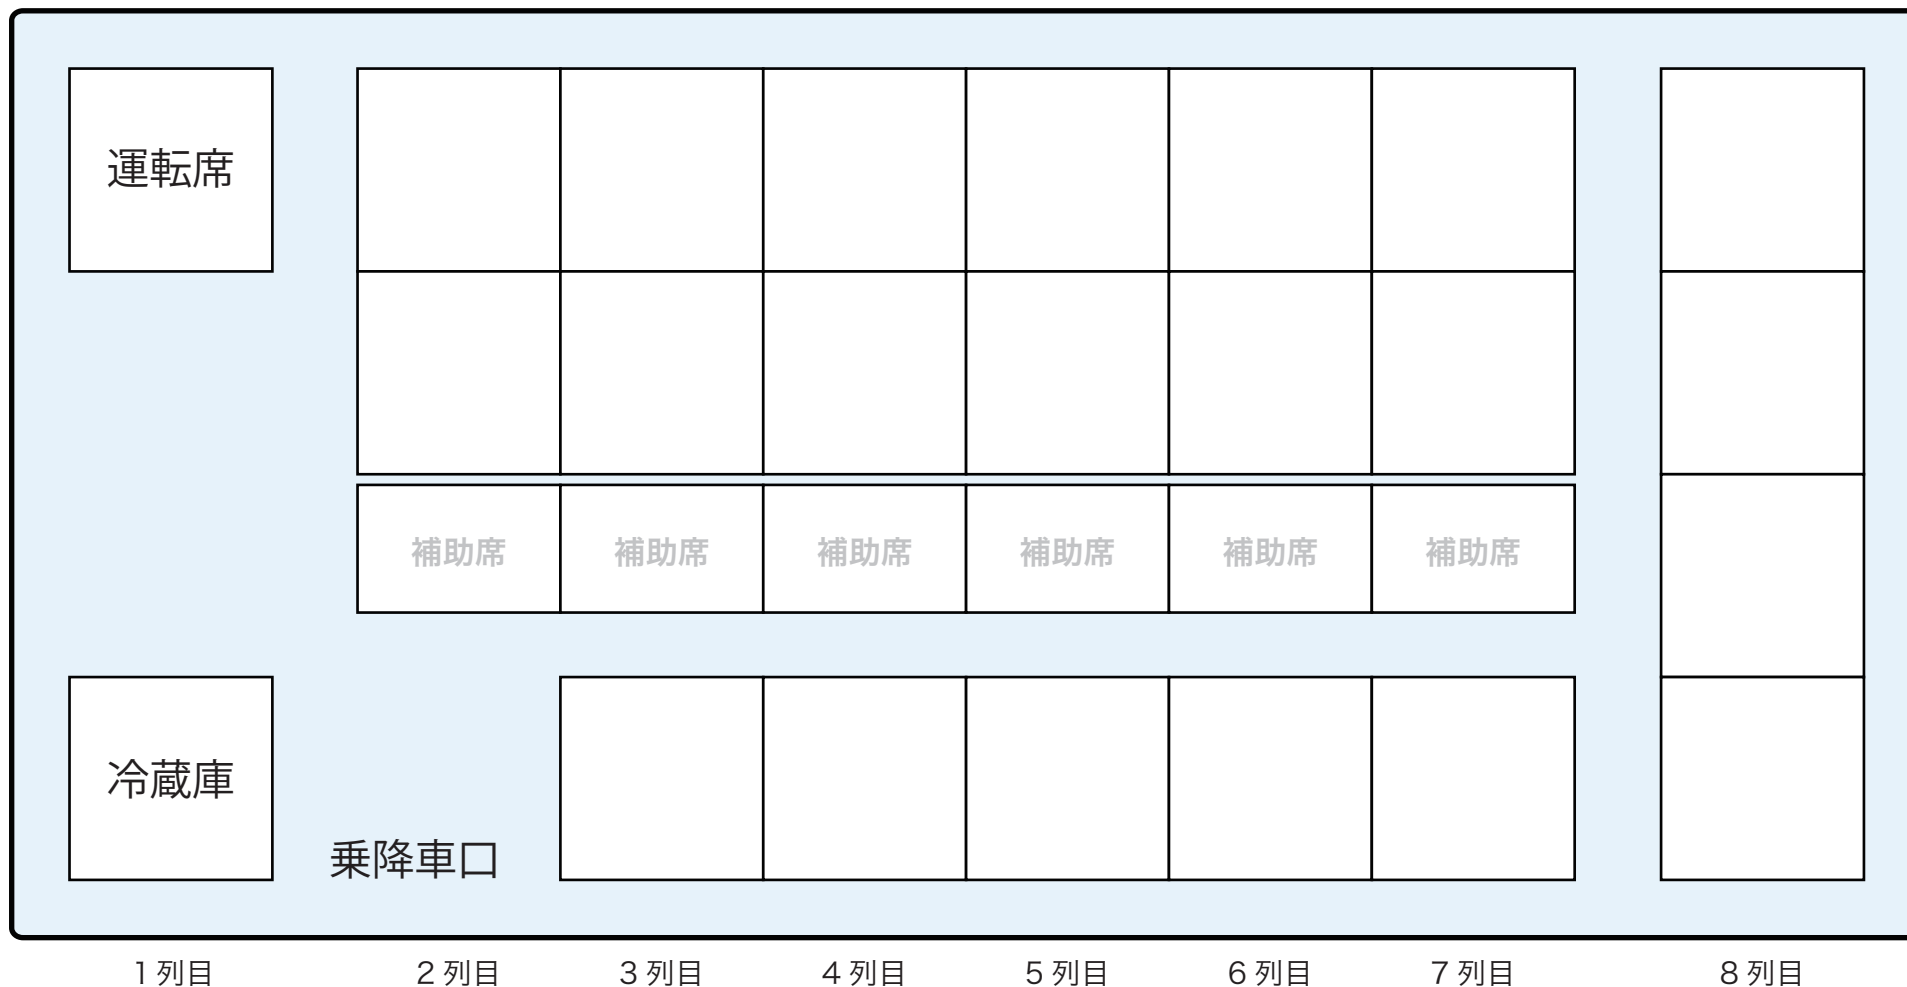 運転席
補助席 補助席 補助席 補助席 補助席 補助席
冷蔵庫
乗降車口
1列目 2列目 3列目 4列目 5列目 6列目 7列目 8列目